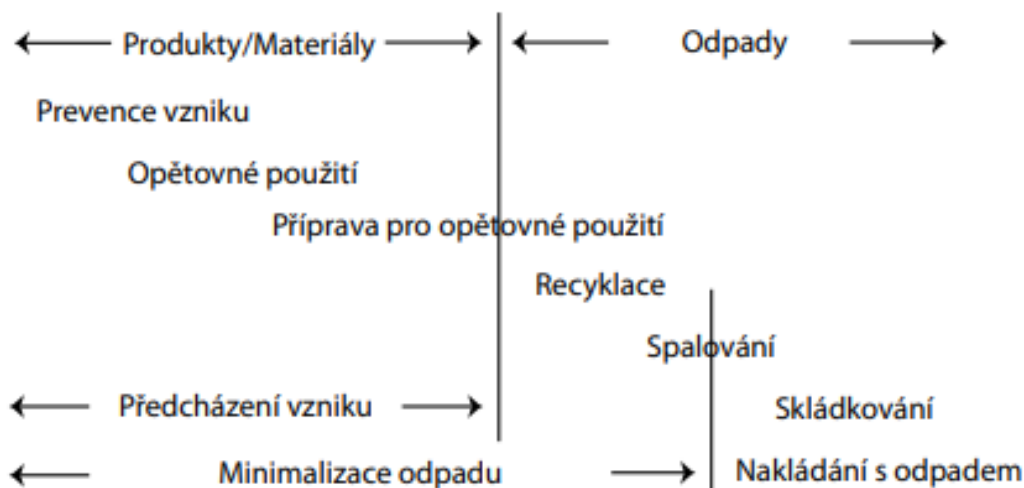 Produkty/Materiály
Odpady
Prevence vzniku
Opětovné použití
Příprava pro opětovné použití
Recyklace
Spalování
Předcházení vzniku
Skládkování
Minimalizace odpadu
Nakládání s odpadem